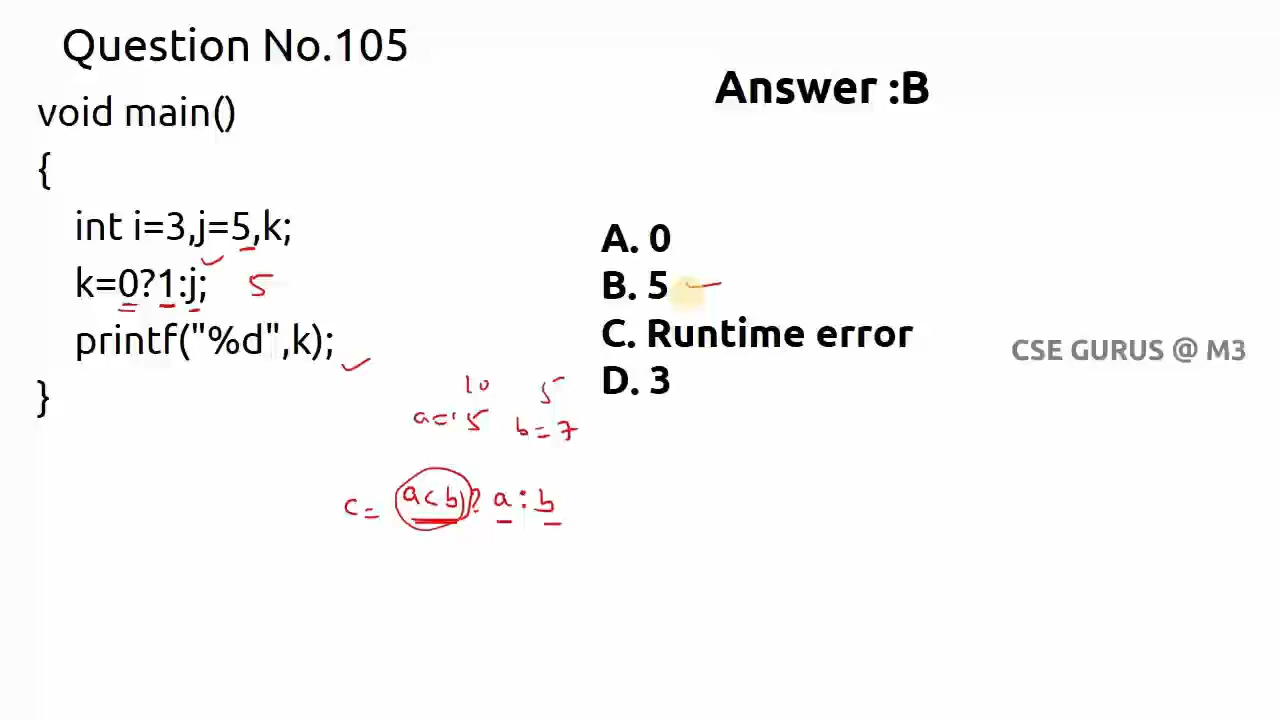 Question No.105
Answer :B
void main()
{
int i=3,j=5,k;
k=0?1:j; 5
printf("%d",k);
}
A. 0
B. 5
C. Runtime error
D. 3
CSE GURUS @ M3
10 5
a= 5 b=7
c= (a<b)? a : b